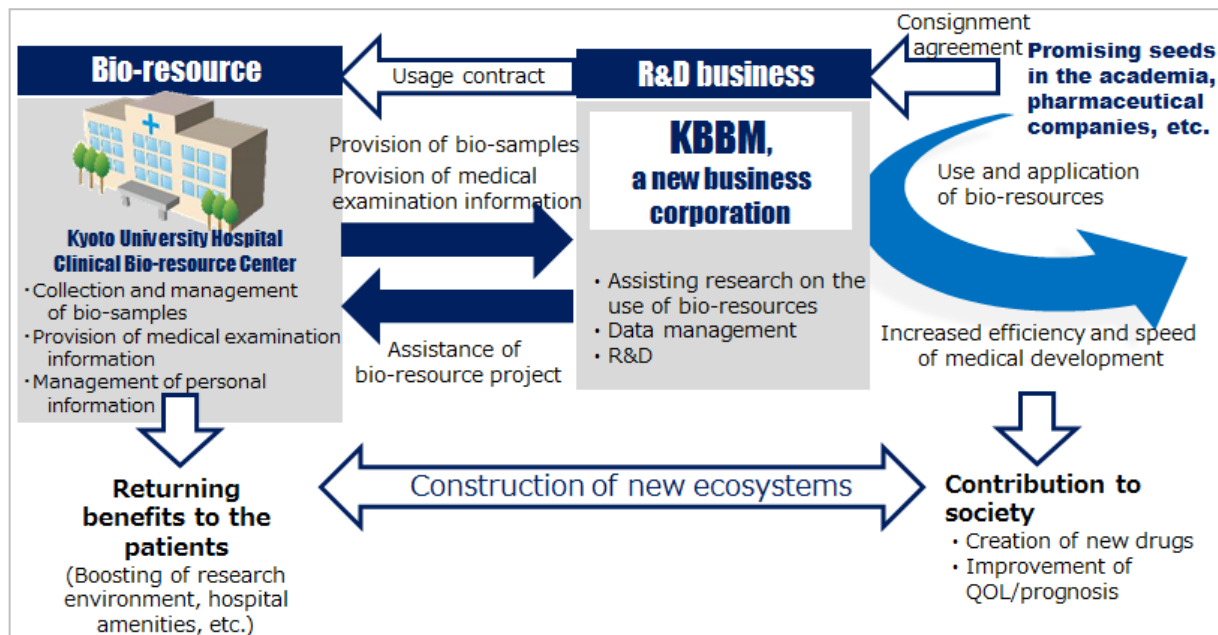 Bio-resource
Kyoto University Hospital
Clinical Bio-resource Center
・Collection and management
of bio-samples
・Provision of medical examination
information
・Management of personal
information
Usage contract
Provision of bio-samples
Provision of medical
examination information
Assistance of
bio-resource project
R&D business
KBBM,
a new business
corporation
・Assisting research on the
use of bio-resources
・Data management
・R&D
Consignment
agreement
Promising seeds
in the academia,
pharmaceutical
companies, etc.
Use and application
of bio-resources
Increased efficiency and speed
of medical development
Returning
benefits to the
patients
(Boosting of research
environment, hospital
amenities, etc.)
Construction of new ecosystems
Contribution to
society
・Creation of new drugs
・Improvement of
QOL/prognosis